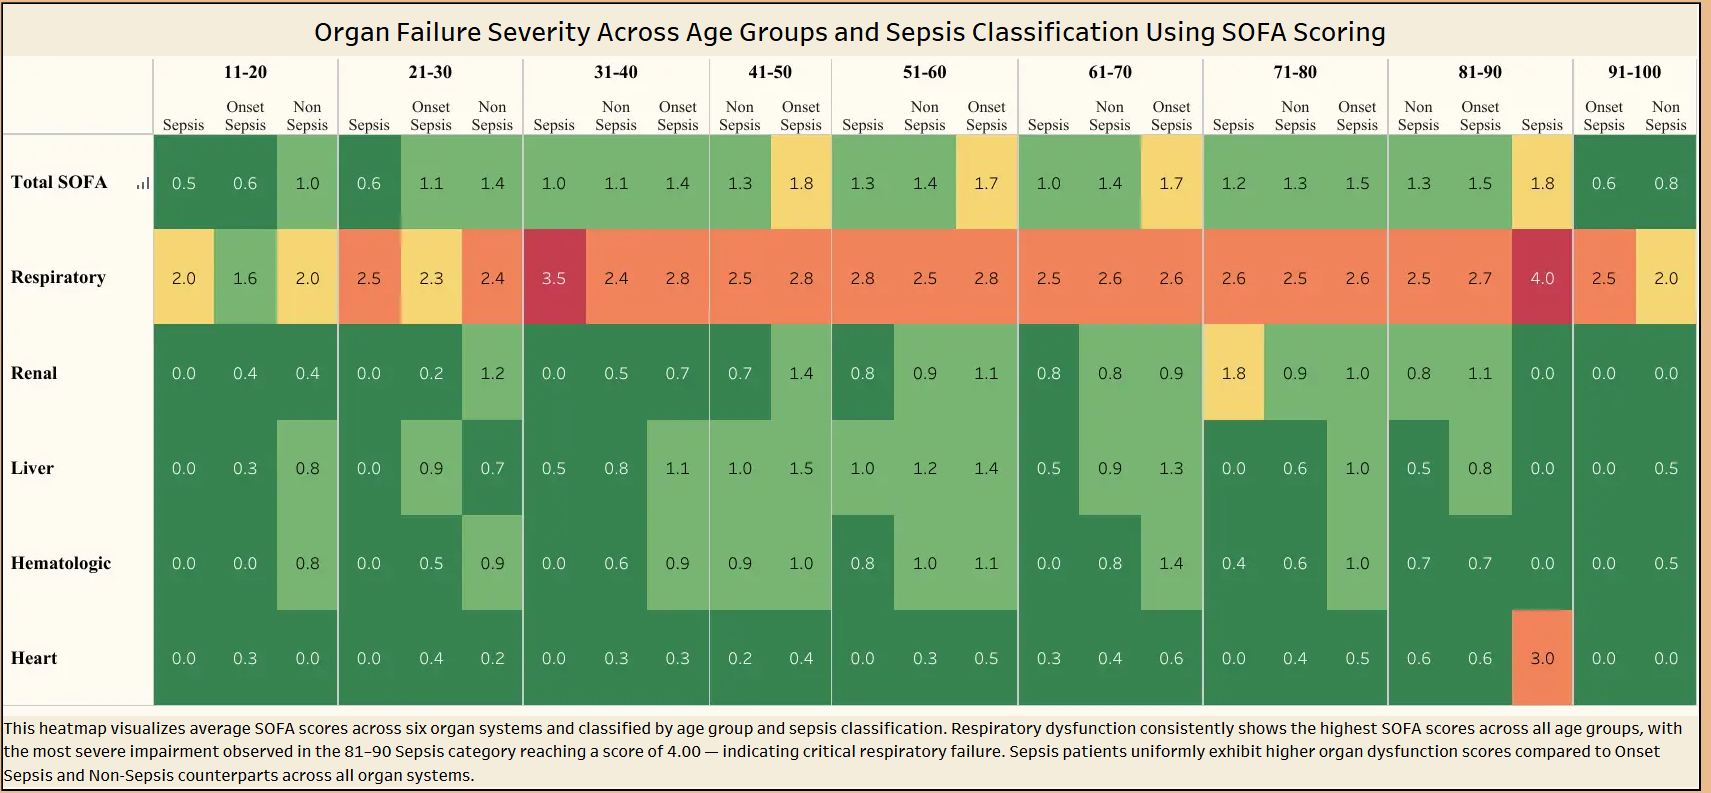 Organ Failure Severity Across Age Groups and Sepsis Classification Using SOFA Scoring
11-20 21-30 31-40 41-50 51-60 61-70 71-80 81-90 91-100
Onset Non Onset Non Non Onset Non Onset Non Onset Non Onset Non Onset Non Onset Onset Non
Sepsis Sepsis Sepsis Sepsis Sepsis Sepsis Sepsis Sepsis Sepsis Sepsis Sepsis Sepsis Sepsis Sepsis Sepsis Sepsis Sepsis Sepsis Sepsis Sepsis Sepsis Sepsis Sepsis Sepsis Sepsis
Total SOFA 0.5 0.6 1.0 0.6 1.1 1.4 1.0 1.1 1.4 1.3 1.8 1.3 1.4 1.7 1.0 1.4 1.7 1.2 1.3 1.5 1.3 1.5 1.8 0.6 0.8
Respiratory 2.0 1.6 2.0 2.5 2.3 2.4 3.5 2.4 2.8 2.5 2.8 2.8 2.5 2.8 2.5 2.6 2.6 2.6 2.5 2.6 2.5 2.7 4.0 2.5 2.0
Renal 0.0 0.4 0.4 0.0 0.2 1.2 0.0 0.5 0.7 0.7 1.4 0.8 0.9 1.1 0.8 0.8 0.9 1.8 0.9 1.0 0.8 1.1 0.0 0.0 0.0
Liver 0.0 0.3 0.8 0.0 0.9 0.7 0.5 0.8 1.1 1.0 1.5 1.0 1.2 1.4 0.5 0.9 1.3 0.0 0.6 1.0 0.5 0.8 0.0 0.0 0.5
Hematologic 0.0 0.0 0.8 0.0 0.5 0.9 0.0 0.6 0.9 0.9 1.0 0.8 1.0 1.1 0.0 0.8 1.4 0.4 0.6 1.0 0.7 0.7 0.0 0.0 0.5
Heart 0.0 0.3 0.0 0.0 0.4 0.2 0.0 0.3 0.3 0.2 0.4 0.0 0.3 0.5 0.3 0.4 0.6 0.0 0.4 0.5 0.6 0.6 3.0 0.0 0.0
This heatmap visualizes average SOFA scores across six organ systems and classified by age group and sepsis classification. Respiratory dysfunction consistently shows the highest SOFA scores across all age groups, with
the most severe impairment observed in the 81–90 Sepsis category reaching a score of 4.00 — indicating critical respiratory failure. Sepsis patients uniformly exhibit higher organ dysfunction scores compared to Onset
Sepsis and Non-Sepsis counterparts across all organ systems.